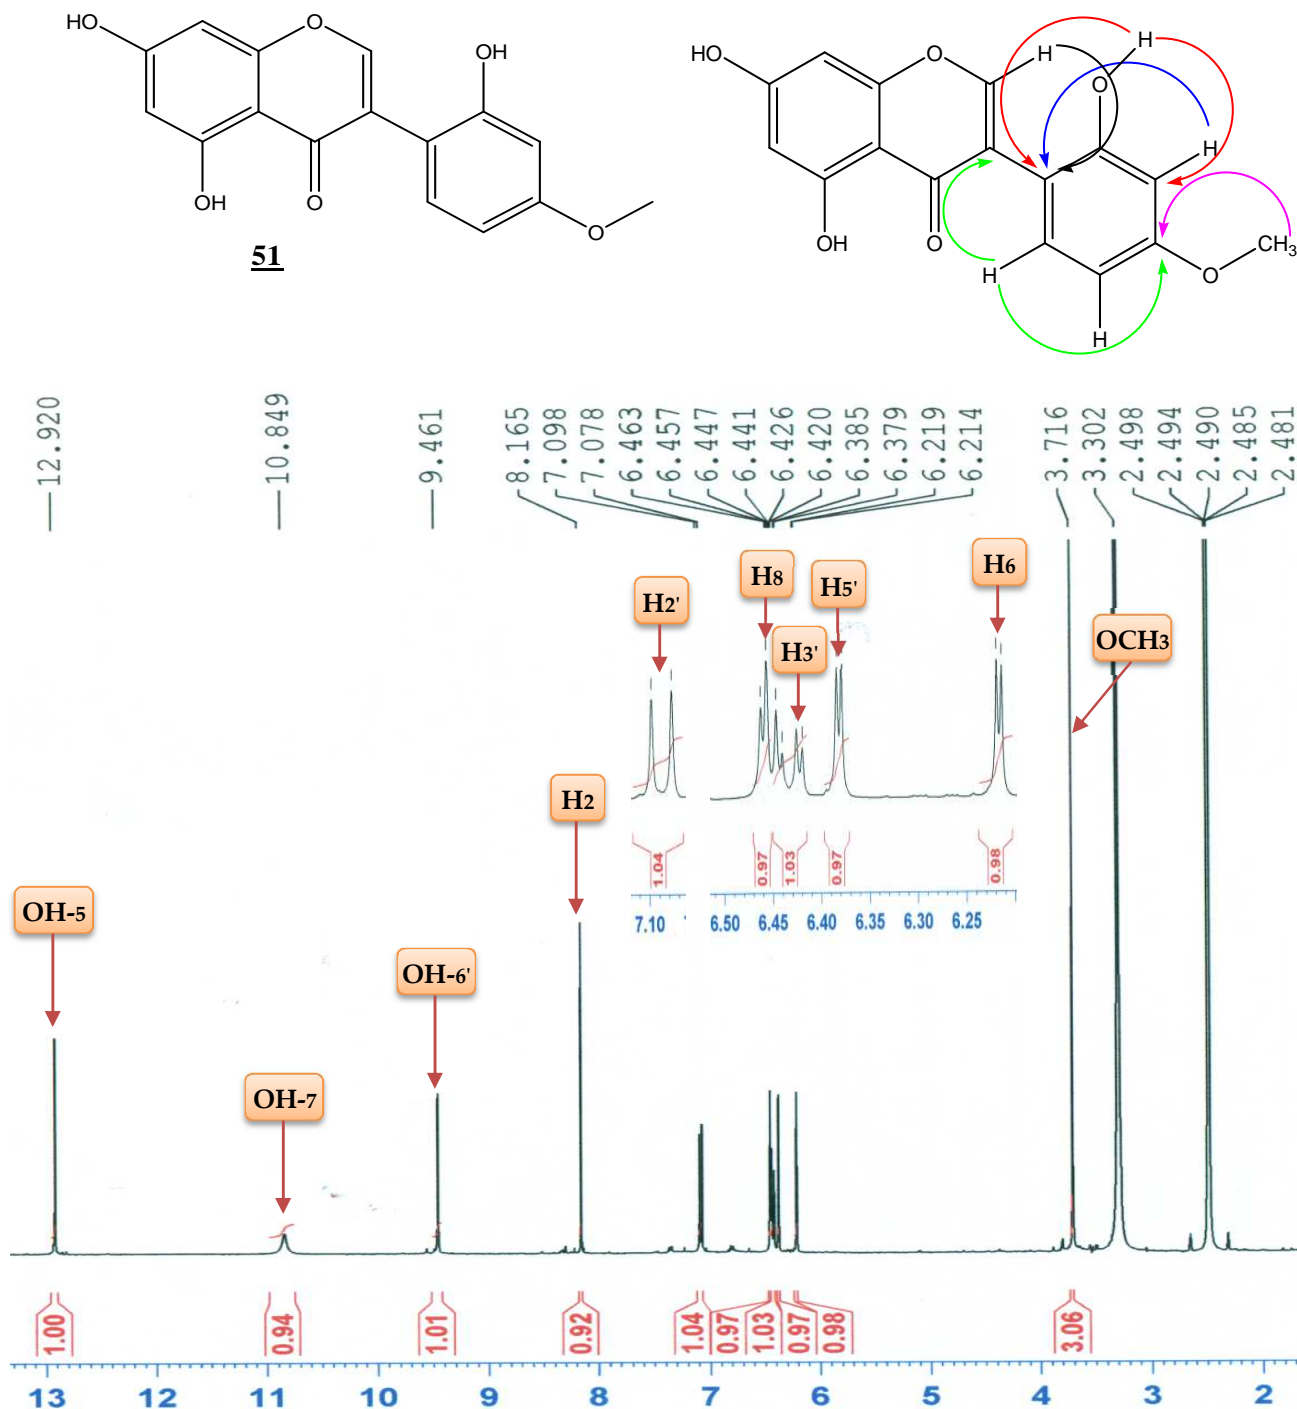 HO
O
OH
OH
O
O
51
HO
O
H
O
H
H
OH
O
H
H
O
CH3
12.920
10.849
9.461
8.165
7.098
7.078
6.463
6.457
6.447
6.441
6.426
6.420
6.385
6.379
6.219
6.214
3.716
3.302
2.498
2.494
2.490
2.485
2.481
H2'
H8
H3'
H5'
H6
OCH3
1.04
0.97
1.03
0.97
0.98
7.10
6.50
6.45
6.40
6.35
6.30
6.25
H2
OH-5
OH-6'
OH-7
1.00
0.94
1.01
0.92
1.04
0.97
1.03
0.97
0.98
3.06
13
12
11
10
9
8
7
6
5
4
3
2